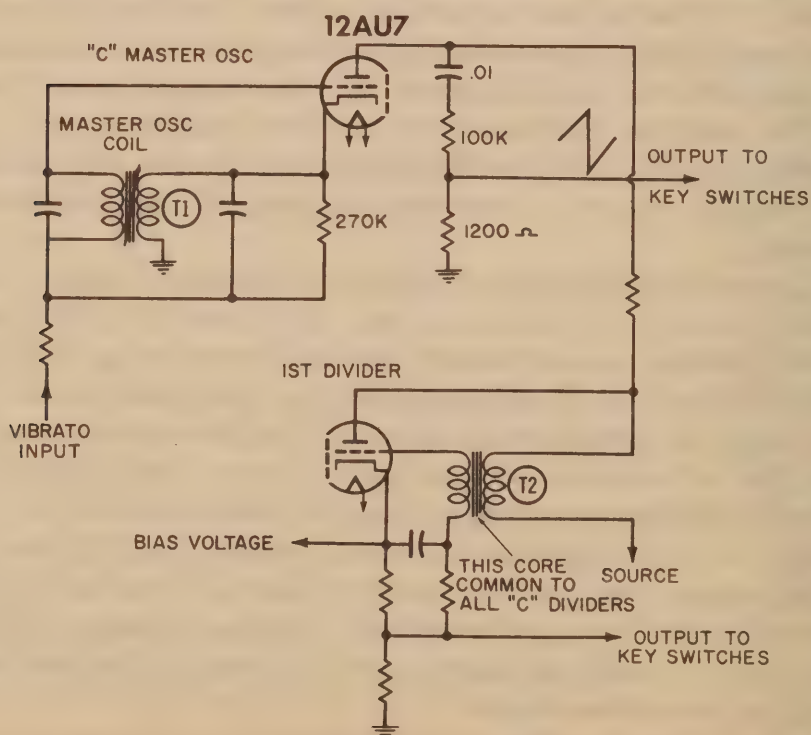 12AU7
"C" MASTER OSC
.01
MASTER OSC
COIL
100K
OUTPUT TO
KEY SWITCHES
T1
270K
1200 Ω
1ST DIVIDER
VIBRATO
INPUT
T2
BIAS VOLTAGE
THIS CORE
COMMON TO
ALL "C" DIVIDERS
SOURCE
OUTPUT TO
KEY SWITCHES